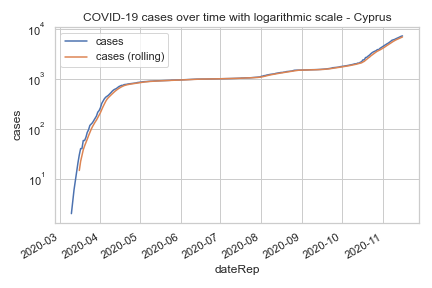 COVID-19 cases over time with logarithmic scale - Cyprus
cases
cases (rolling)
10^4
10^3
10^2
10^1
cases
2020-03
2020-04
2020-05
2020-06
2020-07
2020-08
2020-09
2020-10
2020-11
dateRep